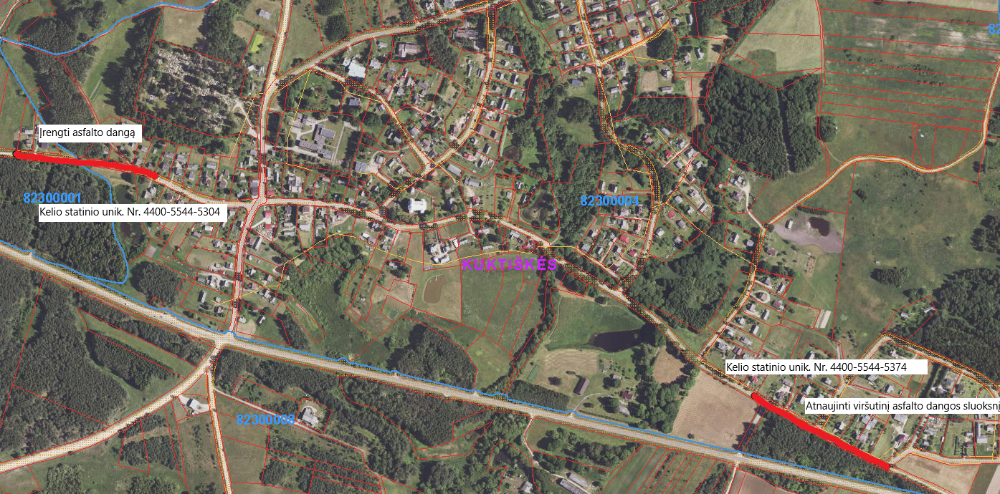 Įrengti asfalto dangą
82300001
Kelio statinio unik. Nr. 4400-5544-5304
82300004
KUKTIŠKĖS
Kelio statinio unik. Nr. 4400-5544-5374
Atnaujinti viršutinį asfalto dangos sluoksnį
82300008